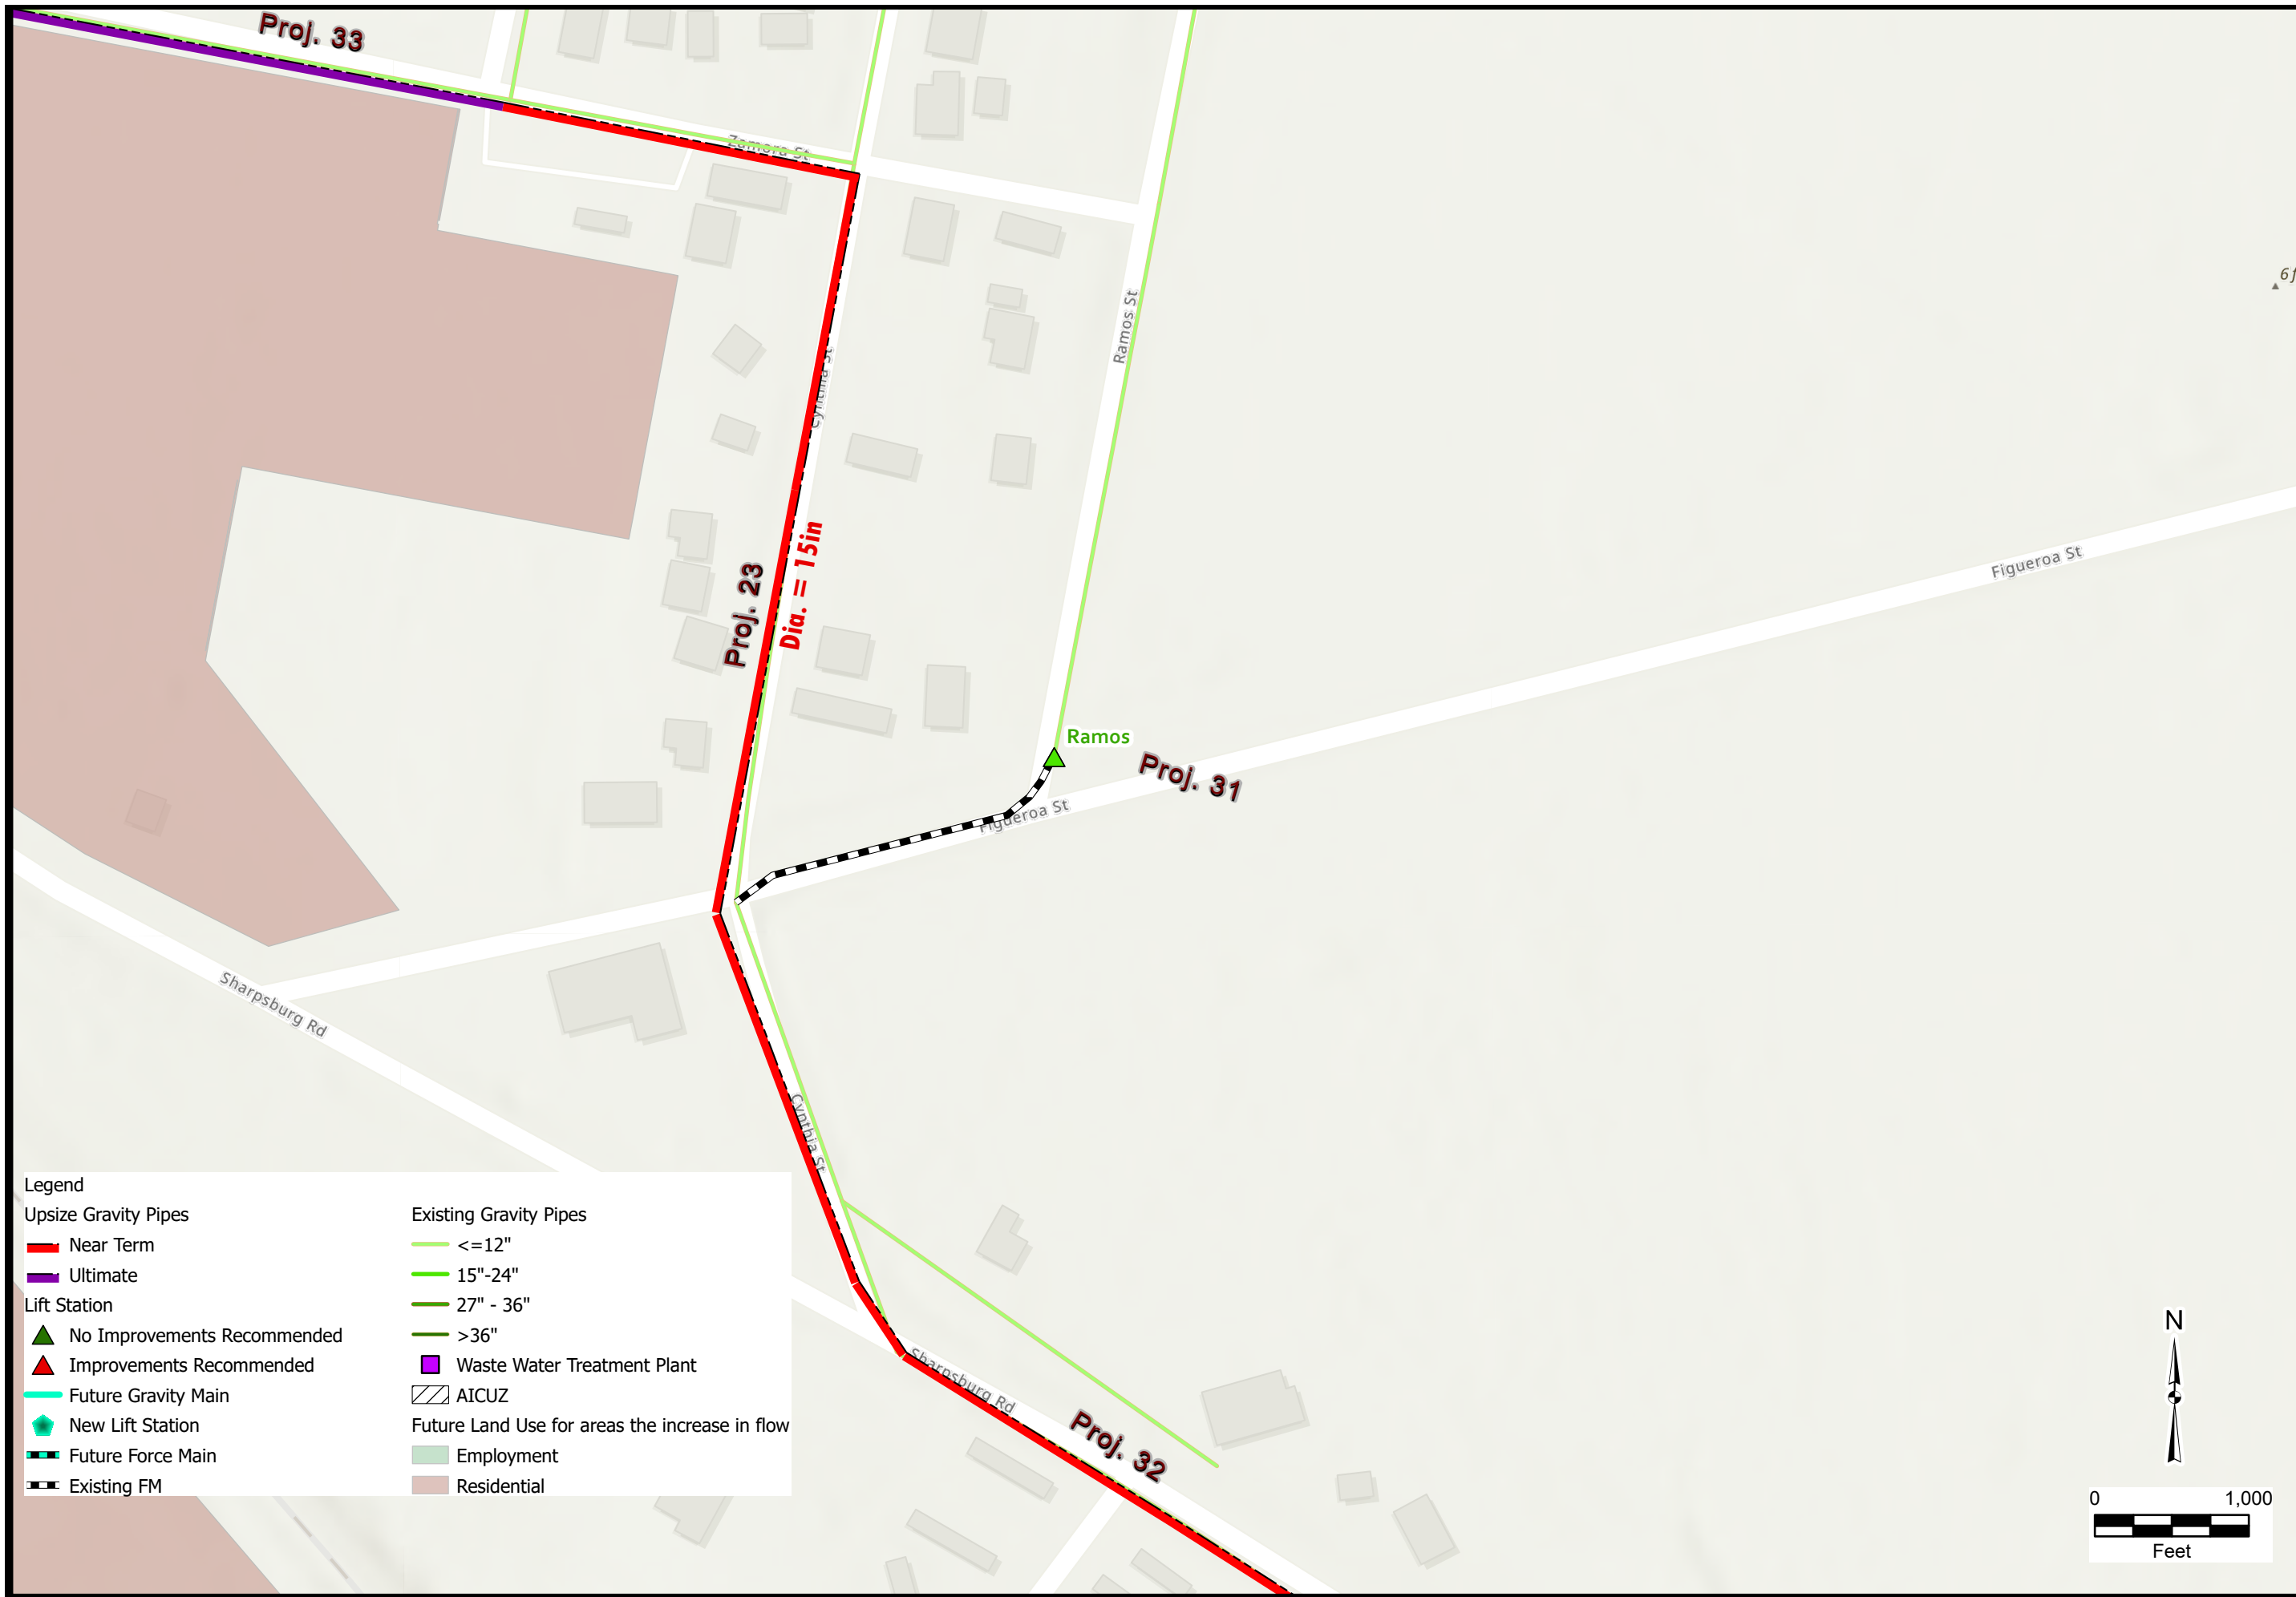 Proj. 33
Zamora St
Cynthia St
Ramos St
6f
Figueroa St
Proj. 23
Dia. = 15in
Ramos
Proj. 31
Figueroa St
Sharpsburg Rd
Cynthia St
Sharpsburg Rd
Proj. 32
Legend
Upsize Gravity Pipes
Near Term
Ultimate
Lift Station
No Improvements Recommended
Improvements Recommended
Future Gravity Main
New Lift Station
Future Force Main
Existing FM
Existing Gravity Pipes
<=12"
15"-24"
27" - 36"
>36"
Waste Water Treatment Plant
AICUZ
Future Land Use for areas the increase in flow
Employment
Residential
N
0 1,000
Feet